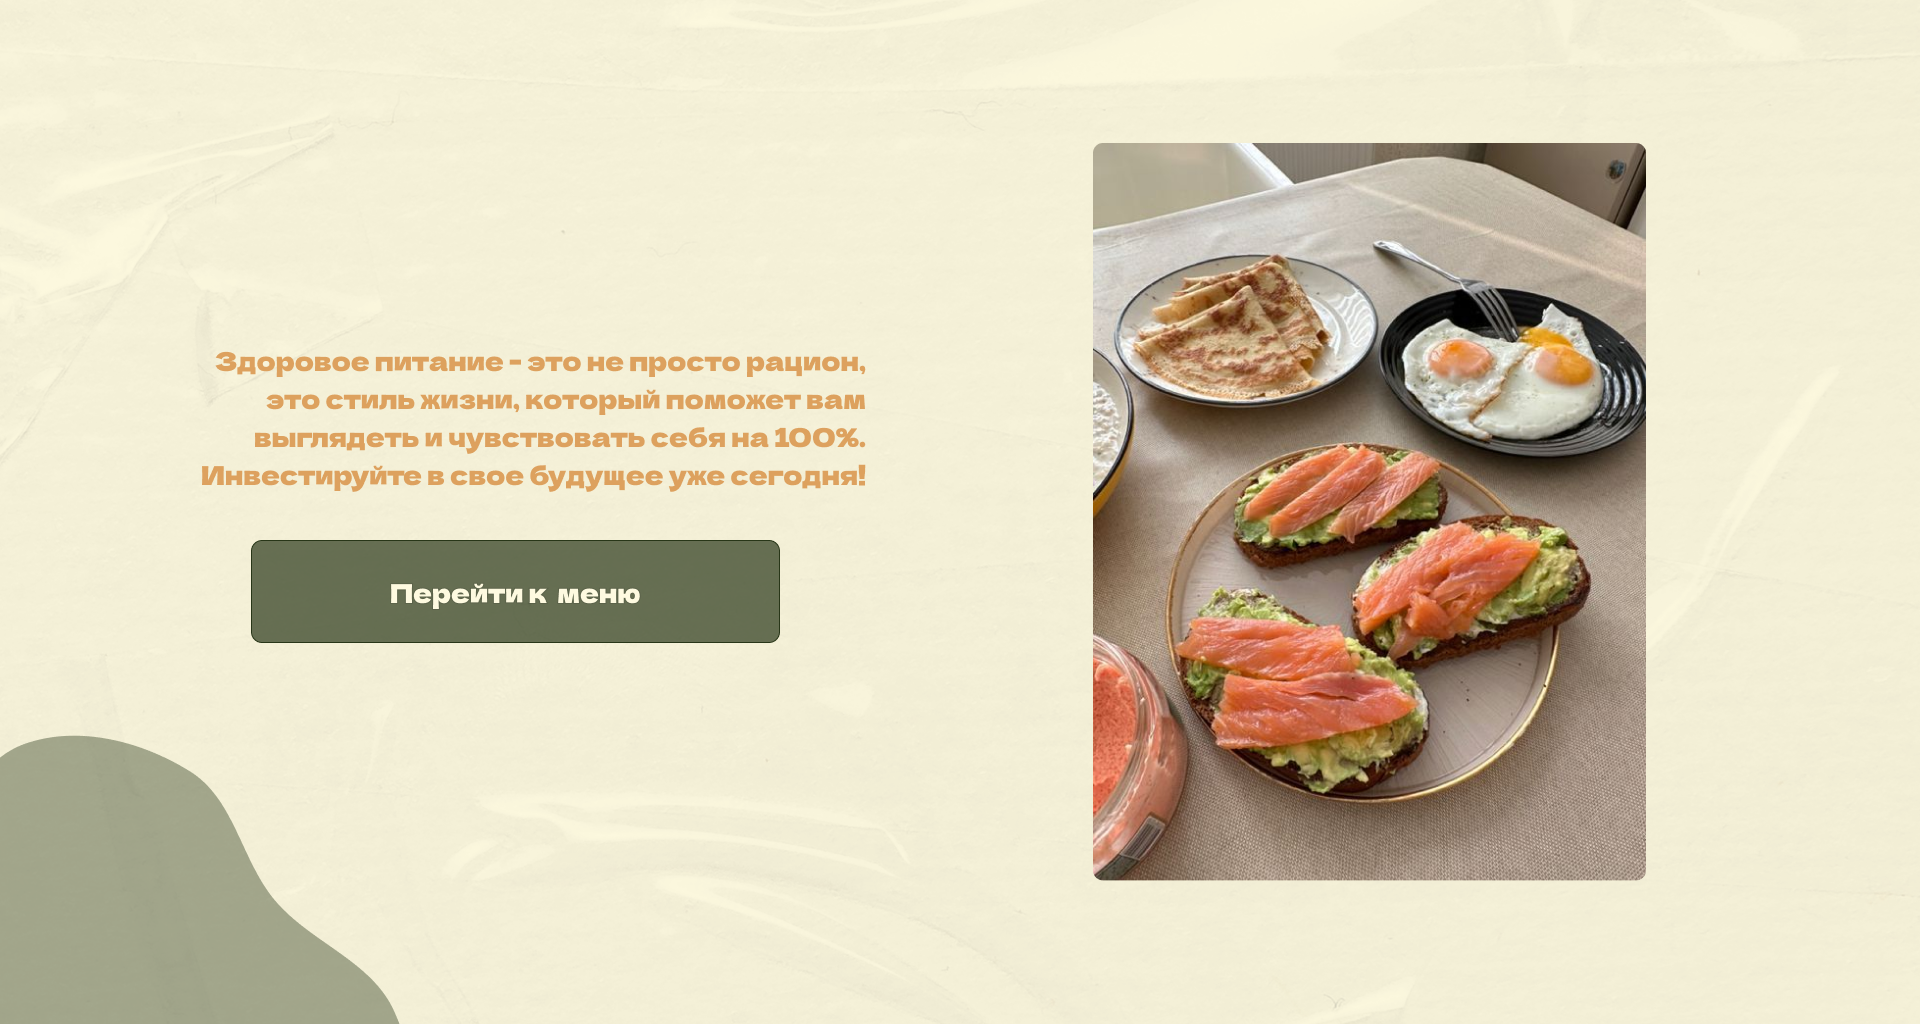 Здоровое питание - это не просто рацион,
это стиль жизни, который поможет вам
выглядеть и чувствовать себя на 100%.
Инвестируйте в свое будущее уже сегодня!
Перейти к меню